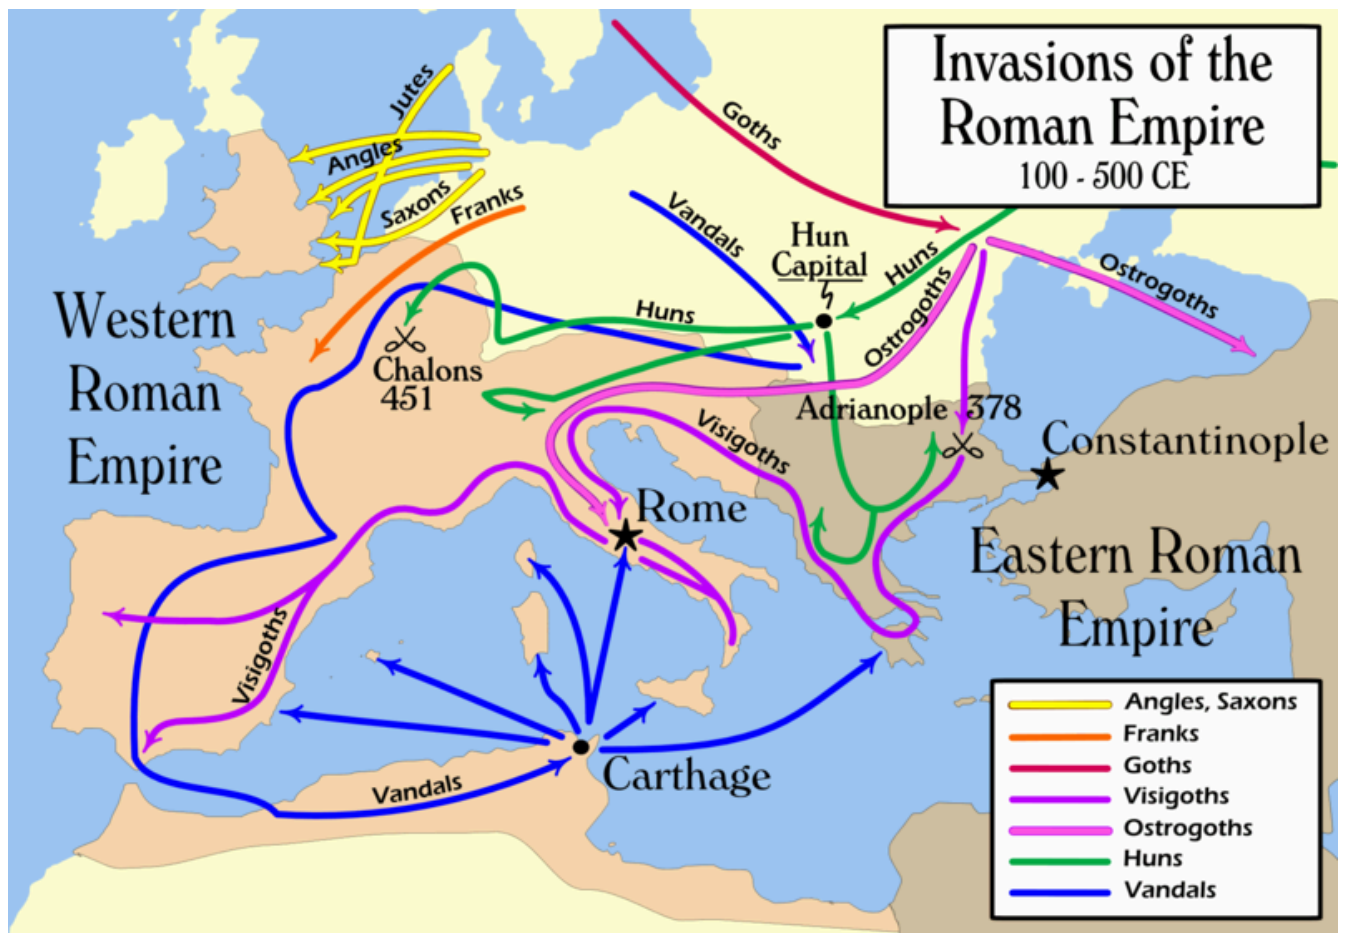 Invasions of the
Roman Empire
100 - 500 CE
Jutes
Angles
Saxons
Franks
Goths
Vandals
Hun
Capital
Huns
Ostrogoths
Ostrogoths
Huns
Western
Roman
Empire
Chalons
451
Adrianople 378
Visigoths
Constantinople
Rome
Eastern Roman
Empire
Visigoths
Carthage
Vandals
Angles, Saxons
Franks
Goths
Visigoths
Ostrogoths
Huns
Vandals